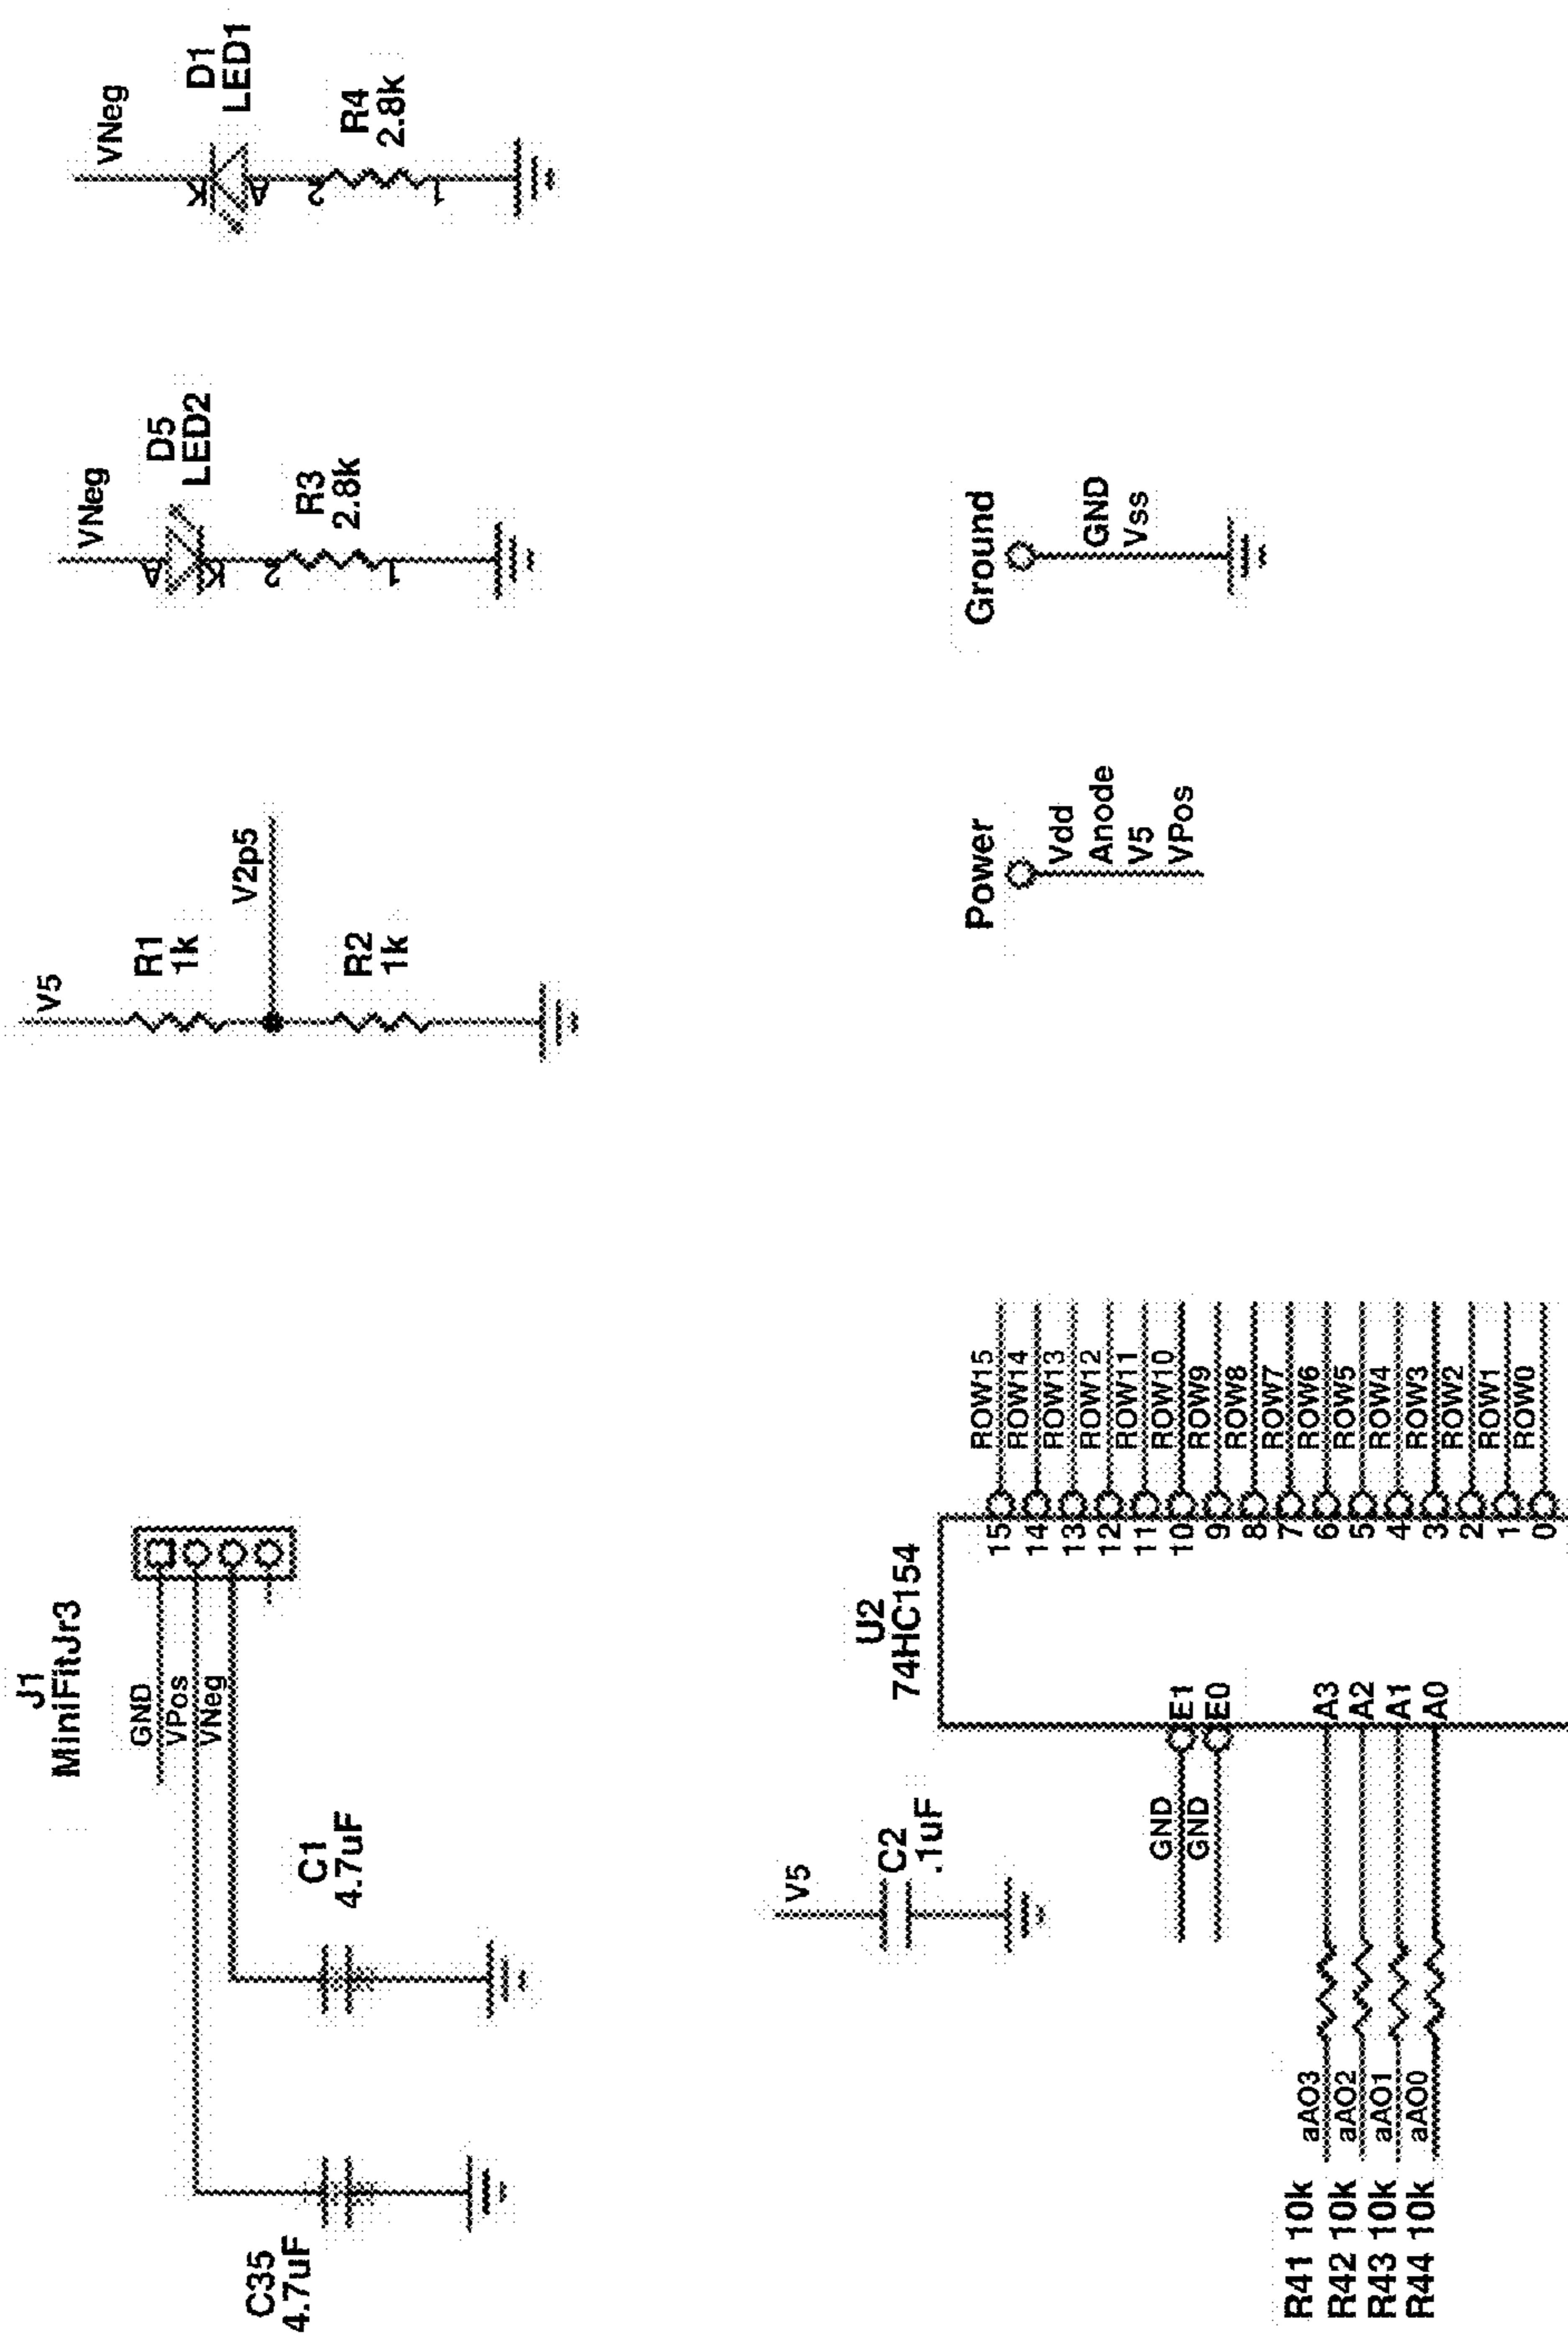 J1
MiniFitJr3
GND
VPos
VNeg
C35
4.7uF
C1
4.7uF
V5
R1
1k
V2p5
R2
1k
VNeg
A
D5
LED2
K
2
R3
2.8k
1
VNeg
K
D1
LED1
A
2
R4
2.8k
1
V5
C2
.1uF
U2
74HC154
GND
E1
GND
E0
R41 10k
aAO3
A3
R42 10k
aAO2
A2
R43 10k
aAO1
A1
R44 10k
aAO0
A0
15
ROW15
14
ROW14
13
ROW13
12
ROW12
11
ROW11
10
ROW10
9
ROW9
8
ROW8
7
ROW7
6
ROW6
5
ROW5
4
ROW4
3
ROW3
2
ROW2
1
ROW1
0
ROW0
Power
Vdd
Anode
V5
VPos
Ground
GND
Vss